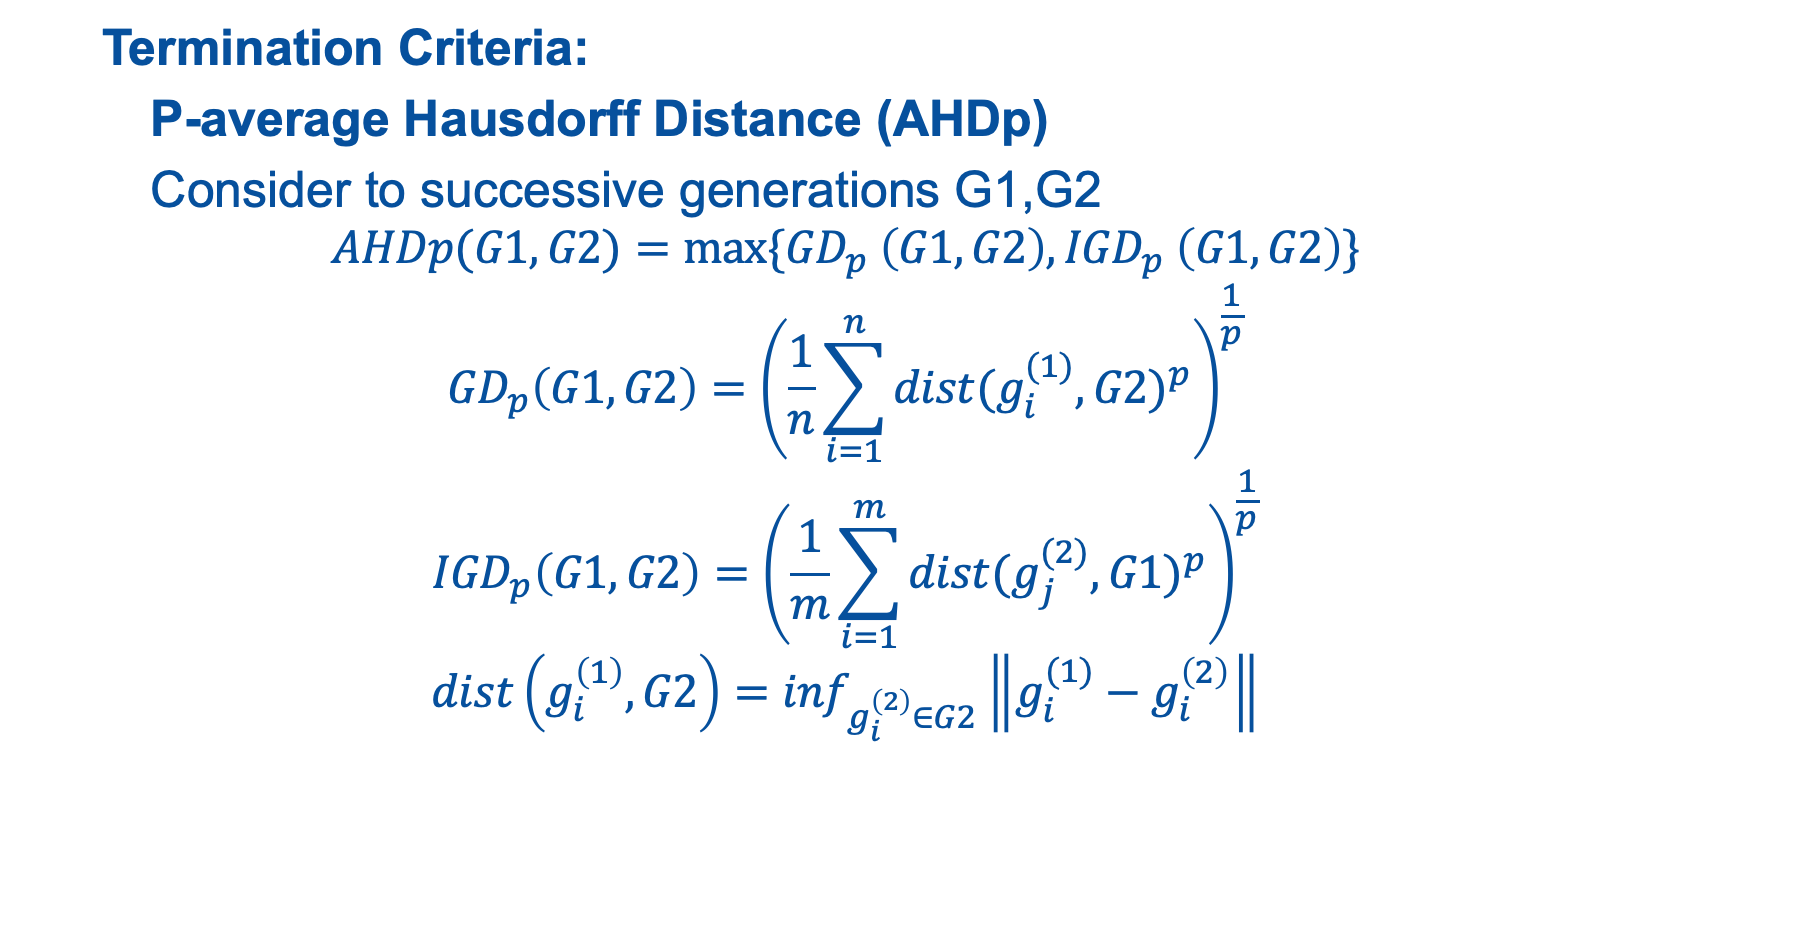 Termination Criteria:
P-average Hausdorff Distance (AHDp)
Consider to successive generations G1,G2
AHDp(G1, G2) = max{GD_p (G1, G2), IGD_p (G1, G2)}
GD_p(G1, G2) = (1/n ∑_{i=1}^{n} dist(g_i^{(1)}, G2)^p)^{1/p}
IGD_p(G1, G2) = (1/m ∑_{i=1}^{m} dist(g_j^{(2)}, G1)^p)^{1/p}
dist(g_i^{(1)}, G2) = inf_{g_i^{(2)}∈G2} ‖g_i^{(1)} − g_i^{(2)}‖